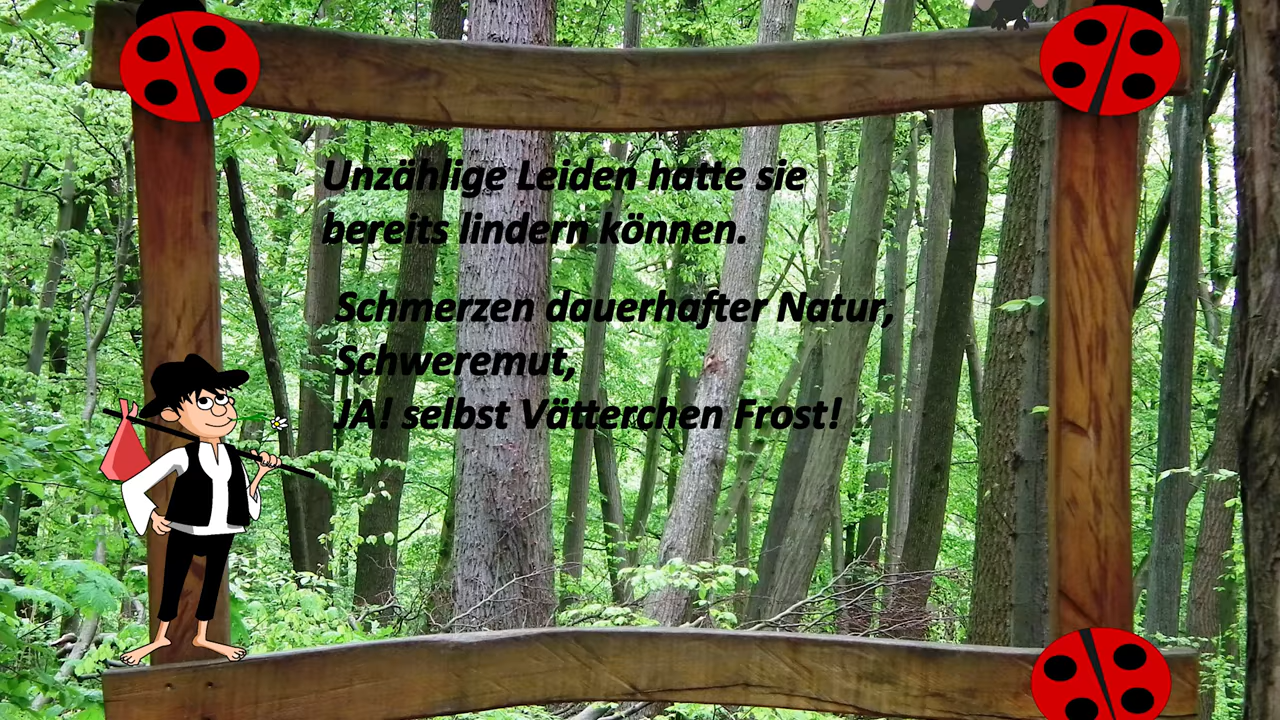 Unzählige Leiden hatte sie
bereits lindern können.
Schmerzen dauerhafter Natur,
Schweremut,
JA! selbst Vätterchen Frost!